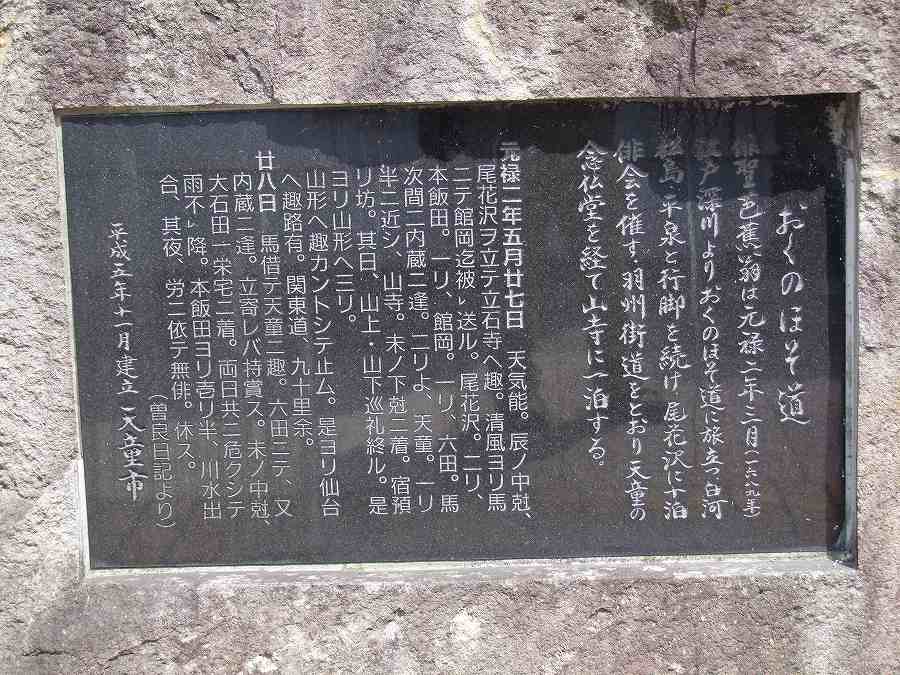 おくのほそ道
俳聖芭蕉翁は元禄二年三月(一六八九年)
江戸深川よりおくのほそ道に旅立つ 白河
松島・平泉と行脚を続け 尾花沢に十泊
俳会を催す。羽州街道をとおり天童の
念仏堂を経て山寺に一泊する。
元禄二年五月廿七日 天気能。辰ノ中尅、
尾花沢ヲ立テ立石寺へ趣。清風ヨリ馬
ニテ館岡迄被レ送ル。尾花沢。二リ、
本飯田。一リ、館岡。一リ、六田。馬
次間ニ内蔵ニ逢。二リよ、天童。一リ
半ニ近シ、山寺。未ノ下尅ニ着。宿預
リ坊。其日、山上・山下巡礼終ル。是
ヨリ山形へ三リ。
山形へ趣カントシテ止ム。是ヨリ仙台
へ趣路有。関東道、九十里余。
廿八日 馬借テ天童ニ趣。六田ニテ、又
内蔵ニ逢。立寄レバ持賞ス。未ノ中尅、
大石田一栄宅ニ着。両日共ニ危クシテ
雨不レ降。本飯田ヨリ壱リ半、川水出
合、其夜、労ニ依テ無俳。休ス。
(曽良日記より)
平成五年十一月建立 天童市